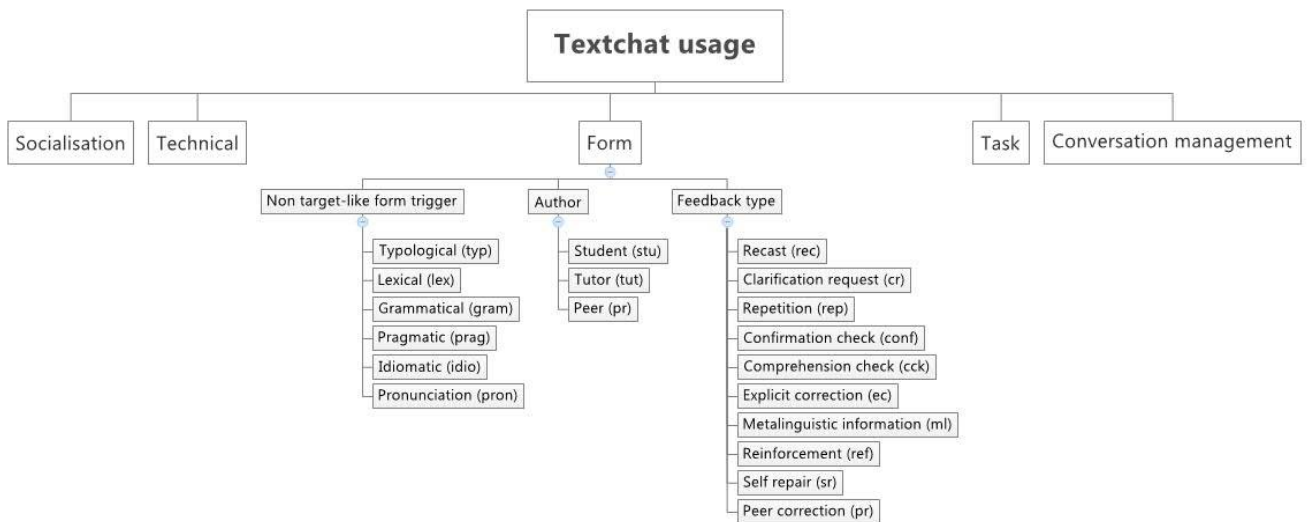 Textchat usage
Socialisation
Technical
Form
Task
Conversation management
Non target-like form trigger
Author
Feedback type
Typological (typ)
Lexical (lex)
Grammatical (gram)
Pragmatic (prag)
Idiomatic (idio)
Pronunciation (pron)
Student (stu)
Tutor (tut)
Peer (pr)
Recast (rec)
Clarification request (cr)
Repetition (rep)
Confirmation check (conf)
Comprehension check (cck)
Explicit correction (ec)
Metalinguistic information (ml)
Reinforcement (ref)
Self repair (sr)
Peer correction (pr)